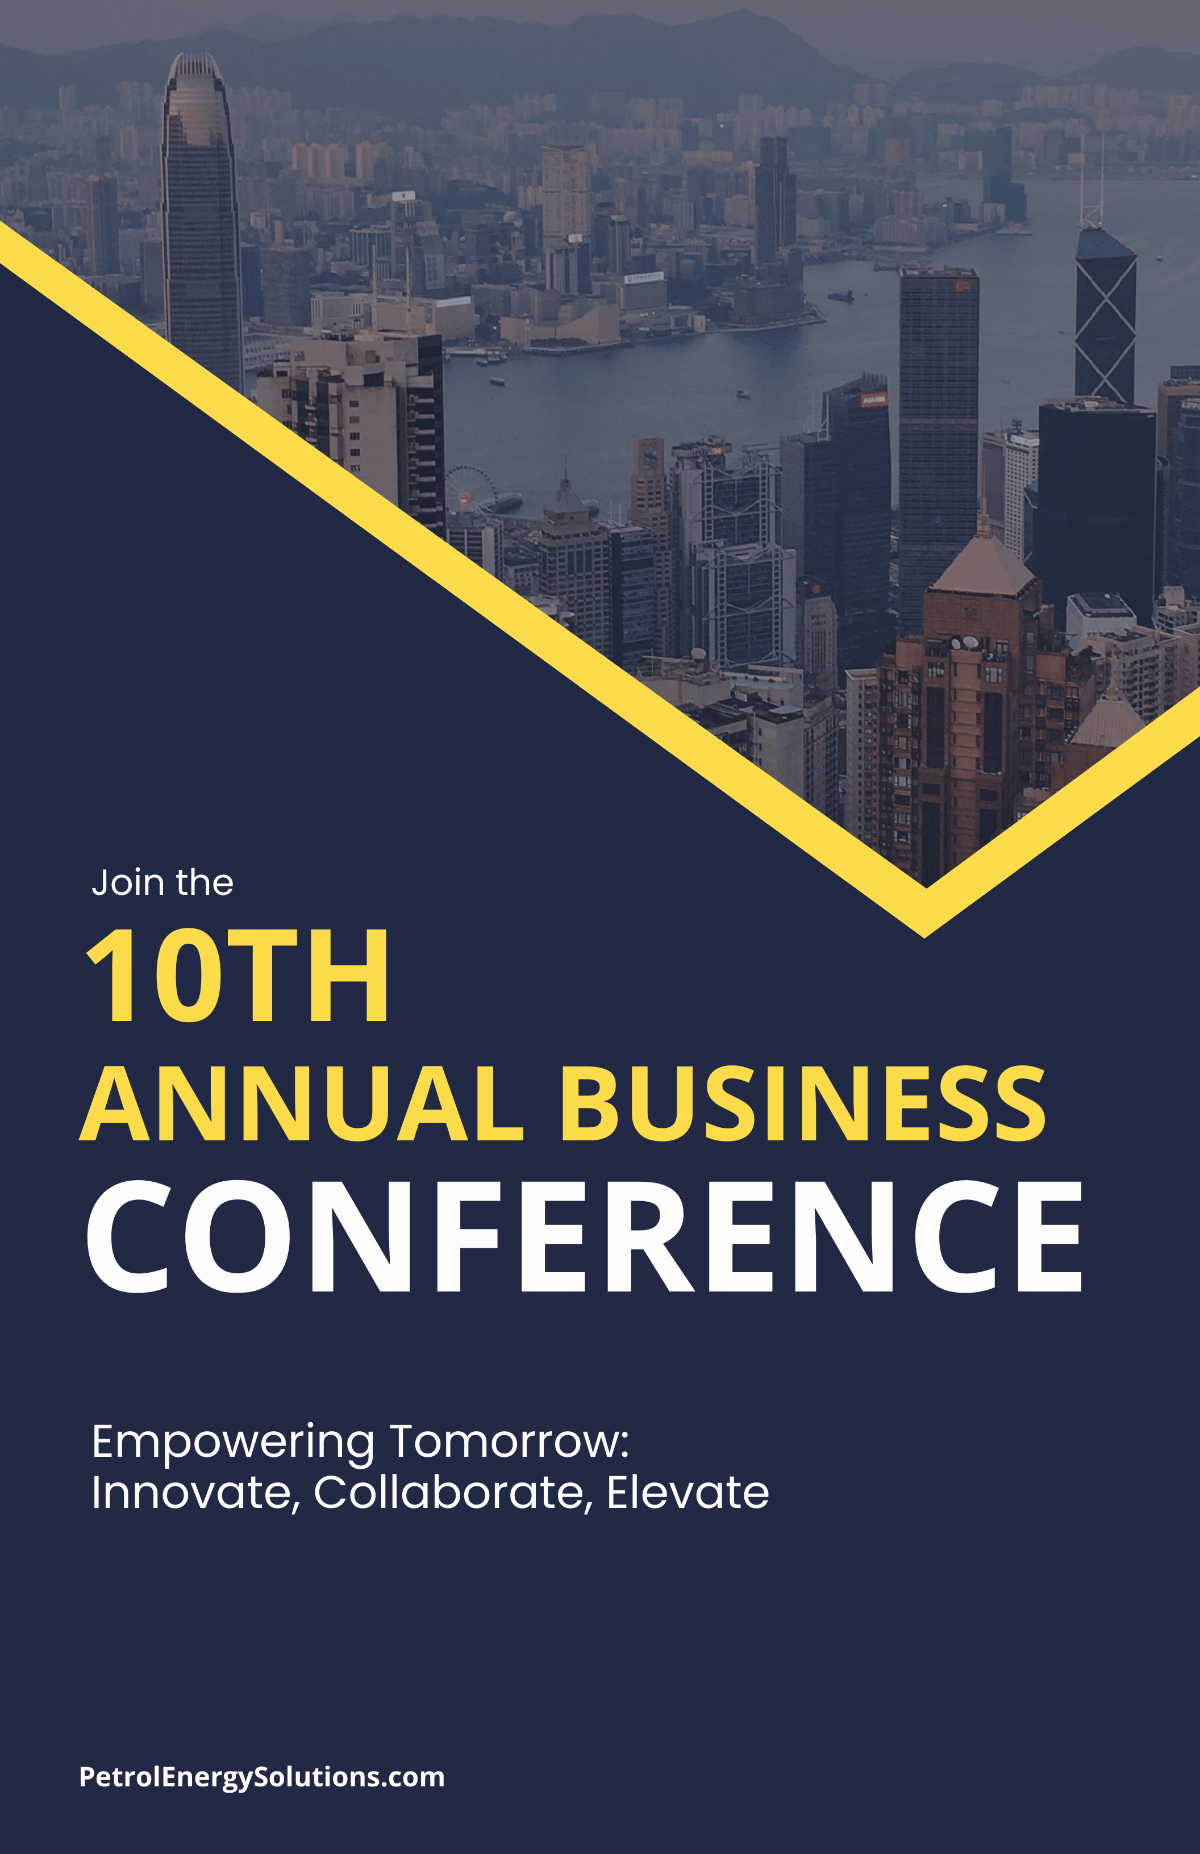 Join the
10TH
ANNUAL BUSINESS
CONFERENCE
Empowering Tomorrow:
Innovate, Collaborate, Elevate
PetrolEnergySolutions.com